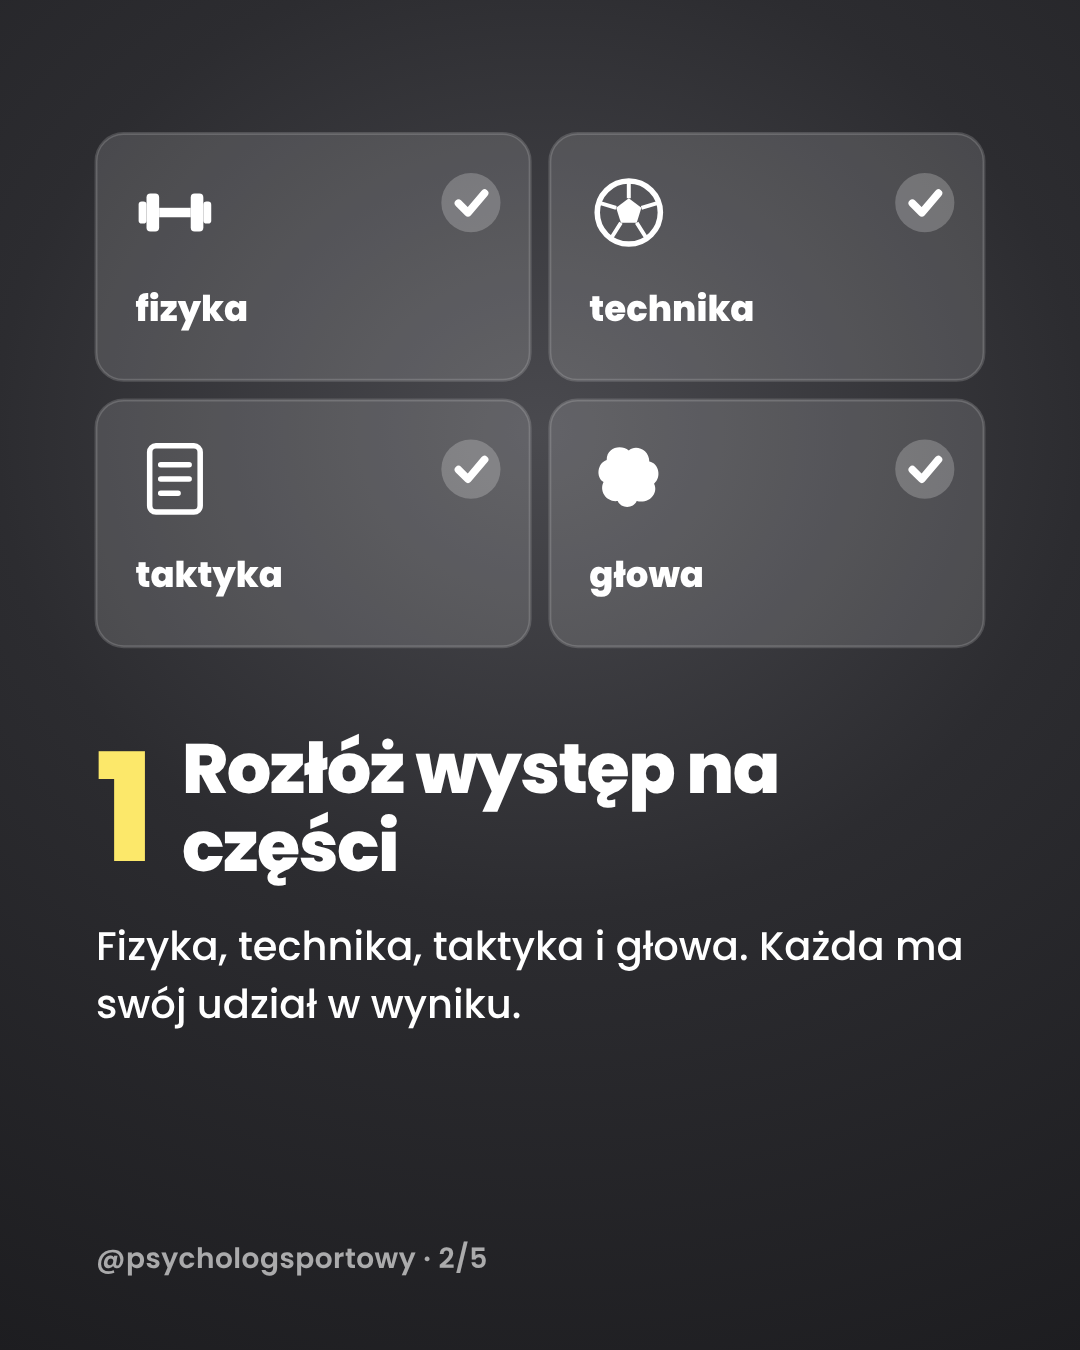 fizyka
technika
taktyka
głowa
1
Rozłóż występ na
części
Fizyka, technika, taktyka i głowa. Każda ma
swój udział w wyniku.
@psychologsportowy · 2/5